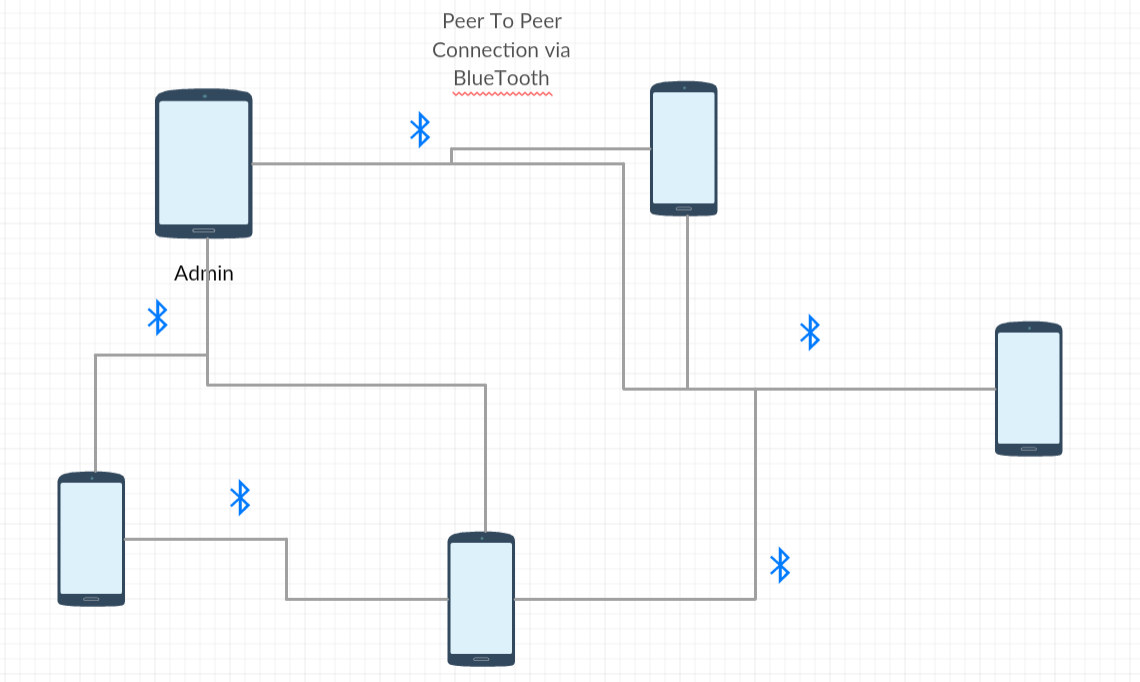 Peer To Peer
Connection via
BlueTooth
Admin